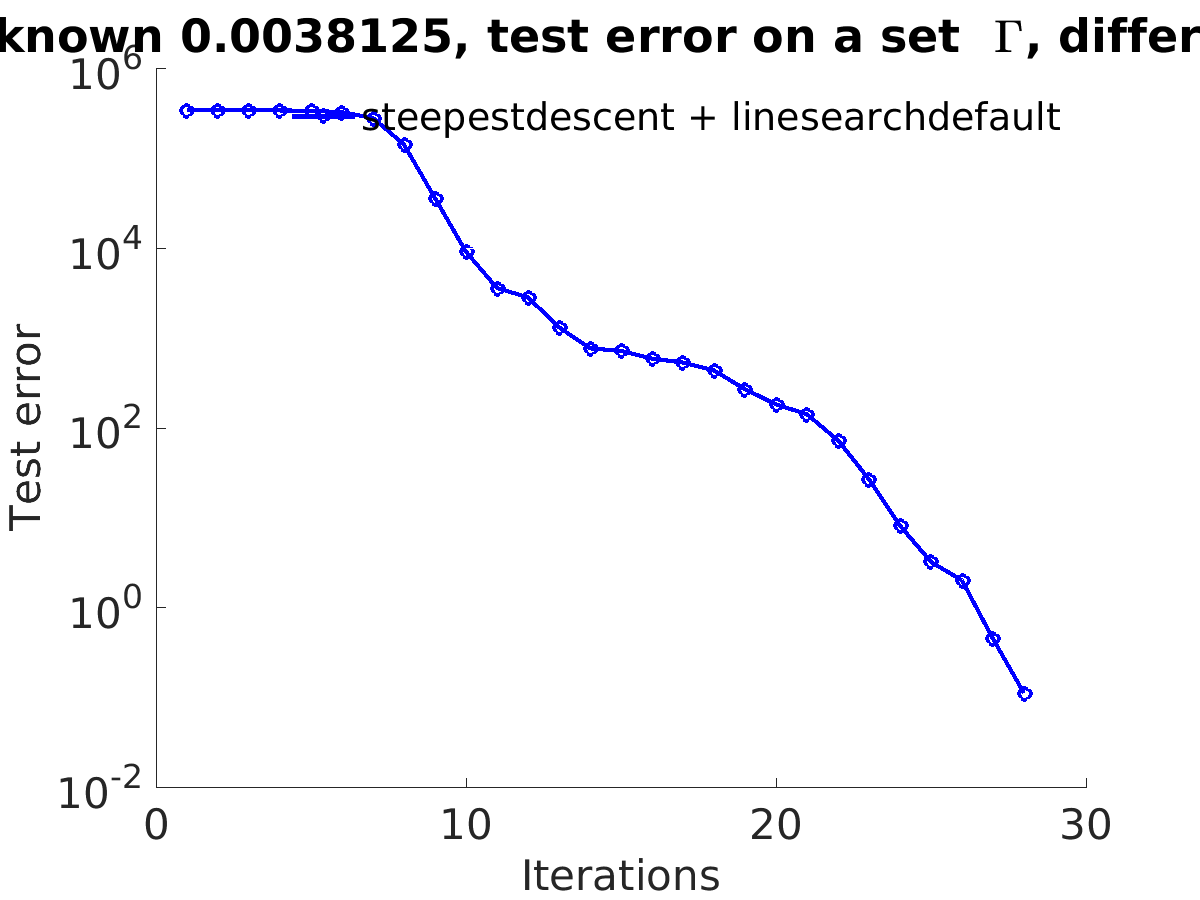 known 0.0038125, test error on a set Γ, differ
10^6
steepestdescent + linesearchdefault
10^4
10^2
10^0
10^-2
Test error
0 10 20 30
Iterations